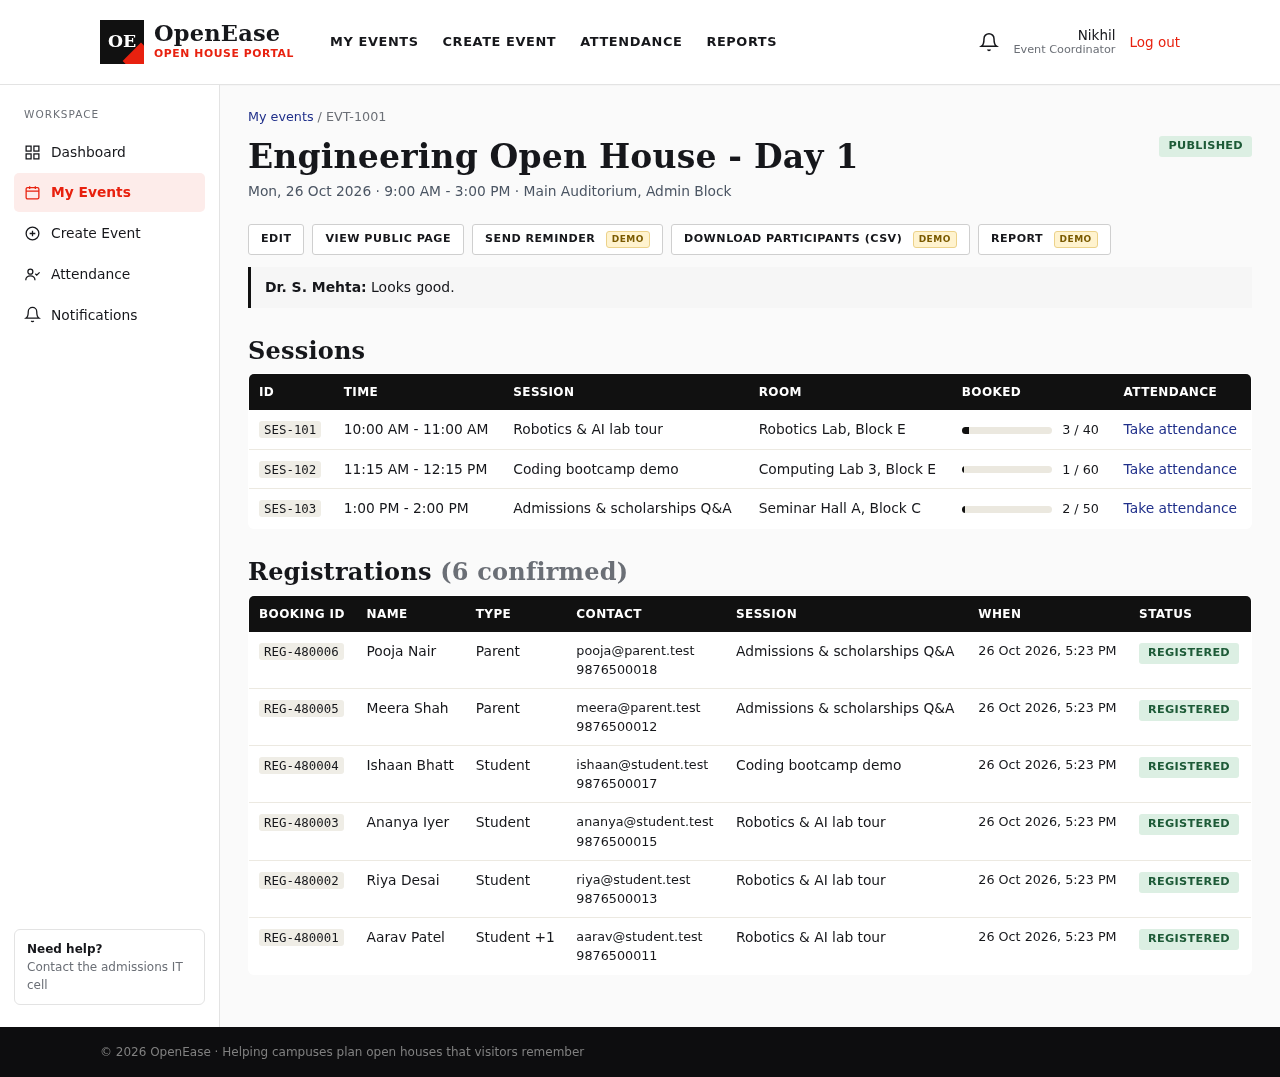 OE
OpenEase
OPEN HOUSE PORTAL
MY EVENTS CREATE EVENT ATTENDANCE REPORTS
Nikhil
Event Coordinator
Log out
WORKSPACE
Dashboard
My Events
Create Event
Attendance
Notifications
Need help?
Contact the admissions IT
cell
My events / EVT-1001
Engineering Open House - Day 1
PUBLISHED
Mon, 26 Oct 2026 · 9:00 AM - 3:00 PM · Main Auditorium, Admin Block
EDIT VIEW PUBLIC PAGE SEND REMINDER DEMO DOWNLOAD PARTICIPANTS (CSV) DEMO REPORT DEMO
Dr. S. Mehta: Looks good.
Sessions
ID TIME SESSION ROOM BOOKED ATTENDANCE
SES-101 10:00 AM - 11:00 AM Robotics & AI lab tour Robotics Lab, Block E 3 / 40 Take attendance
SES-102 11:15 AM - 12:15 PM Coding bootcamp demo Computing Lab 3, Block E 1 / 60 Take attendance
SES-103 1:00 PM - 2:00 PM Admissions & scholarships Q&A Seminar Hall A, Block C 2 / 50 Take attendance
Registrations (6 confirmed)
BOOKING ID NAME TYPE CONTACT SESSION WHEN STATUS
REG-480006 Pooja Nair Parent pooja@parent.test Admissions & scholarships Q&A 26 Oct 2026, 5:23 PM REGISTERED
9876500018
REG-480005 Meera Shah Parent meera@parent.test Admissions & scholarships Q&A 26 Oct 2026, 5:23 PM REGISTERED
9876500012
REG-480004 Ishaan Bhatt Student ishaan@student.test Coding bootcamp demo 26 Oct 2026, 5:23 PM REGISTERED
9876500017
REG-480003 Ananya Iyer Student ananya@student.test Robotics & AI lab tour 26 Oct 2026, 5:23 PM REGISTERED
9876500015
REG-480002 Riya Desai Student riya@student.test Robotics & AI lab tour 26 Oct 2026, 5:23 PM REGISTERED
9876500013
REG-480001 Aarav Patel Student +1 aarav@student.test Robotics & AI lab tour 26 Oct 2026, 5:23 PM REGISTERED
9876500011
© 2026 OpenEase · Helping campuses plan open houses that visitors remember